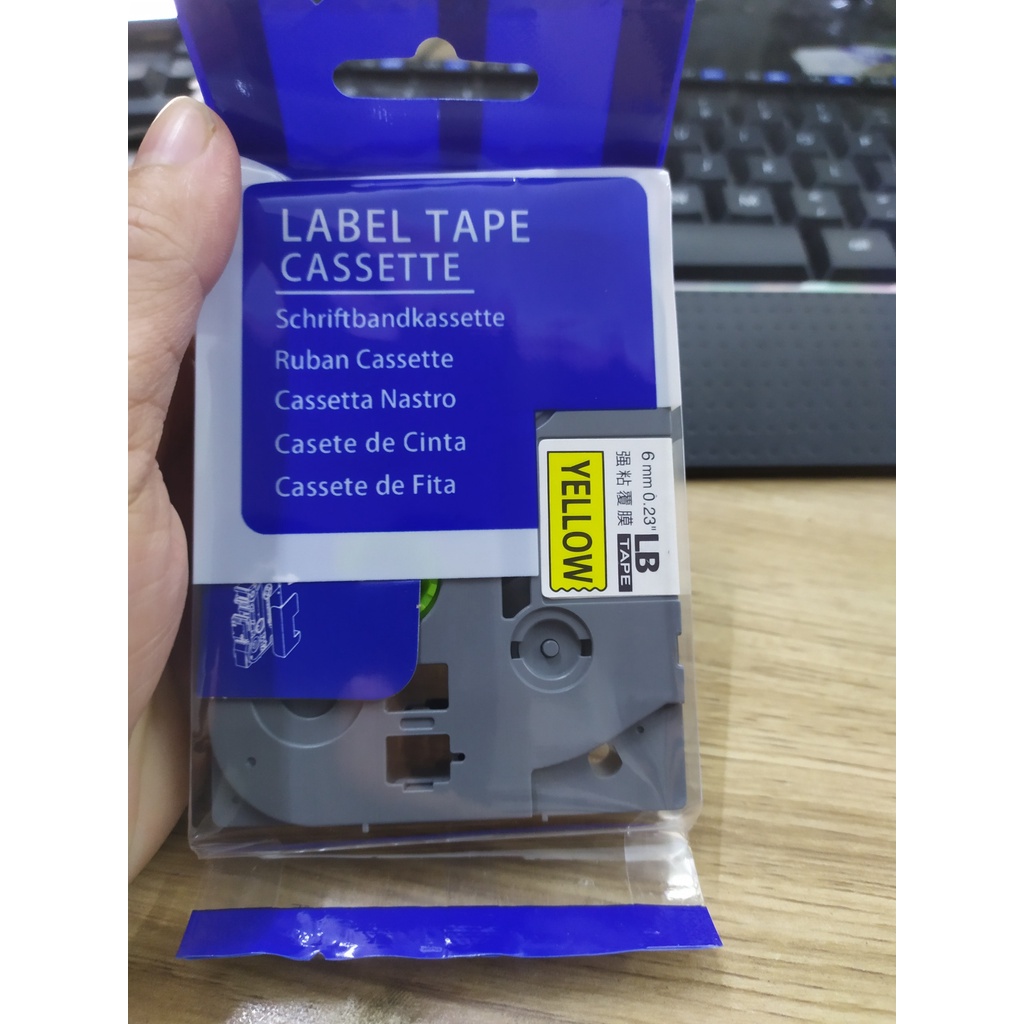 LABEL TAPE
CASSETTE
Schriftbandkassette
Ruban Cassette
Cassetta Nastro
Casete de Cinta
Cassete de Fita
6 mm 0.23" LB
强粘覆膜 TAPE
YELLOW